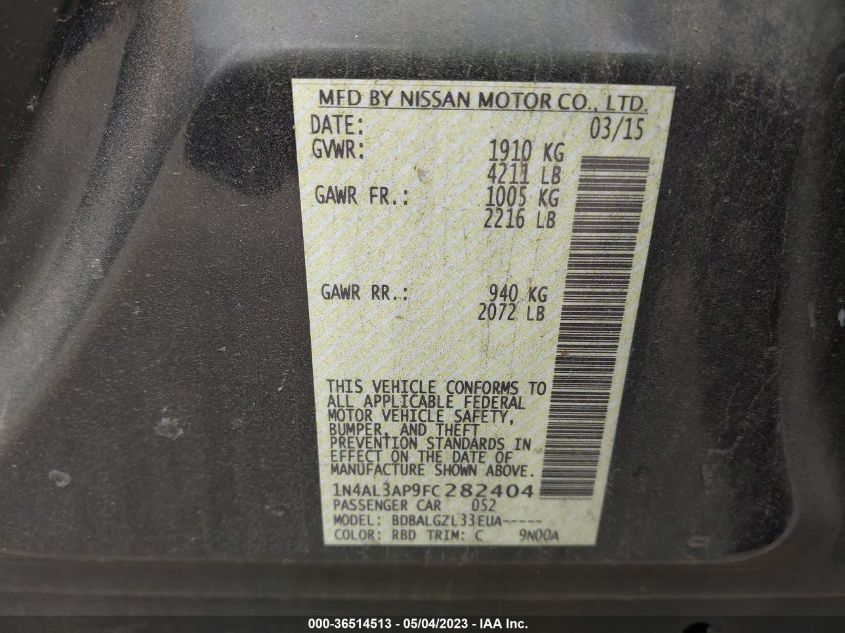 MFD BY NISSAN MOTOR CO., LTD.
DATE: 03/15
GVWR: 1910 KG
4211 LB
GAWR FR.: 1005 KG
2216 LB
GAWR RR.: 940 KG
2072 LB
THIS VEHICLE CONFORMS TO
ALL APPLICABLE FEDERAL
MOTOR VEHICLE SAFETY,
BUMPER, AND THEFT
PREVENTION STANDARDS IN
EFFECT ON THE DATE OF
MANUFACTURE SHOWN ABOVE.
1N4AL3AP9FC282404
PASSENGER CAR 052
MODEL: BDBALGZL33EUA-----
COLOR: RBD TRIM: C 9N00A
000-36514513 - 05/04/2023 - IAA Inc.